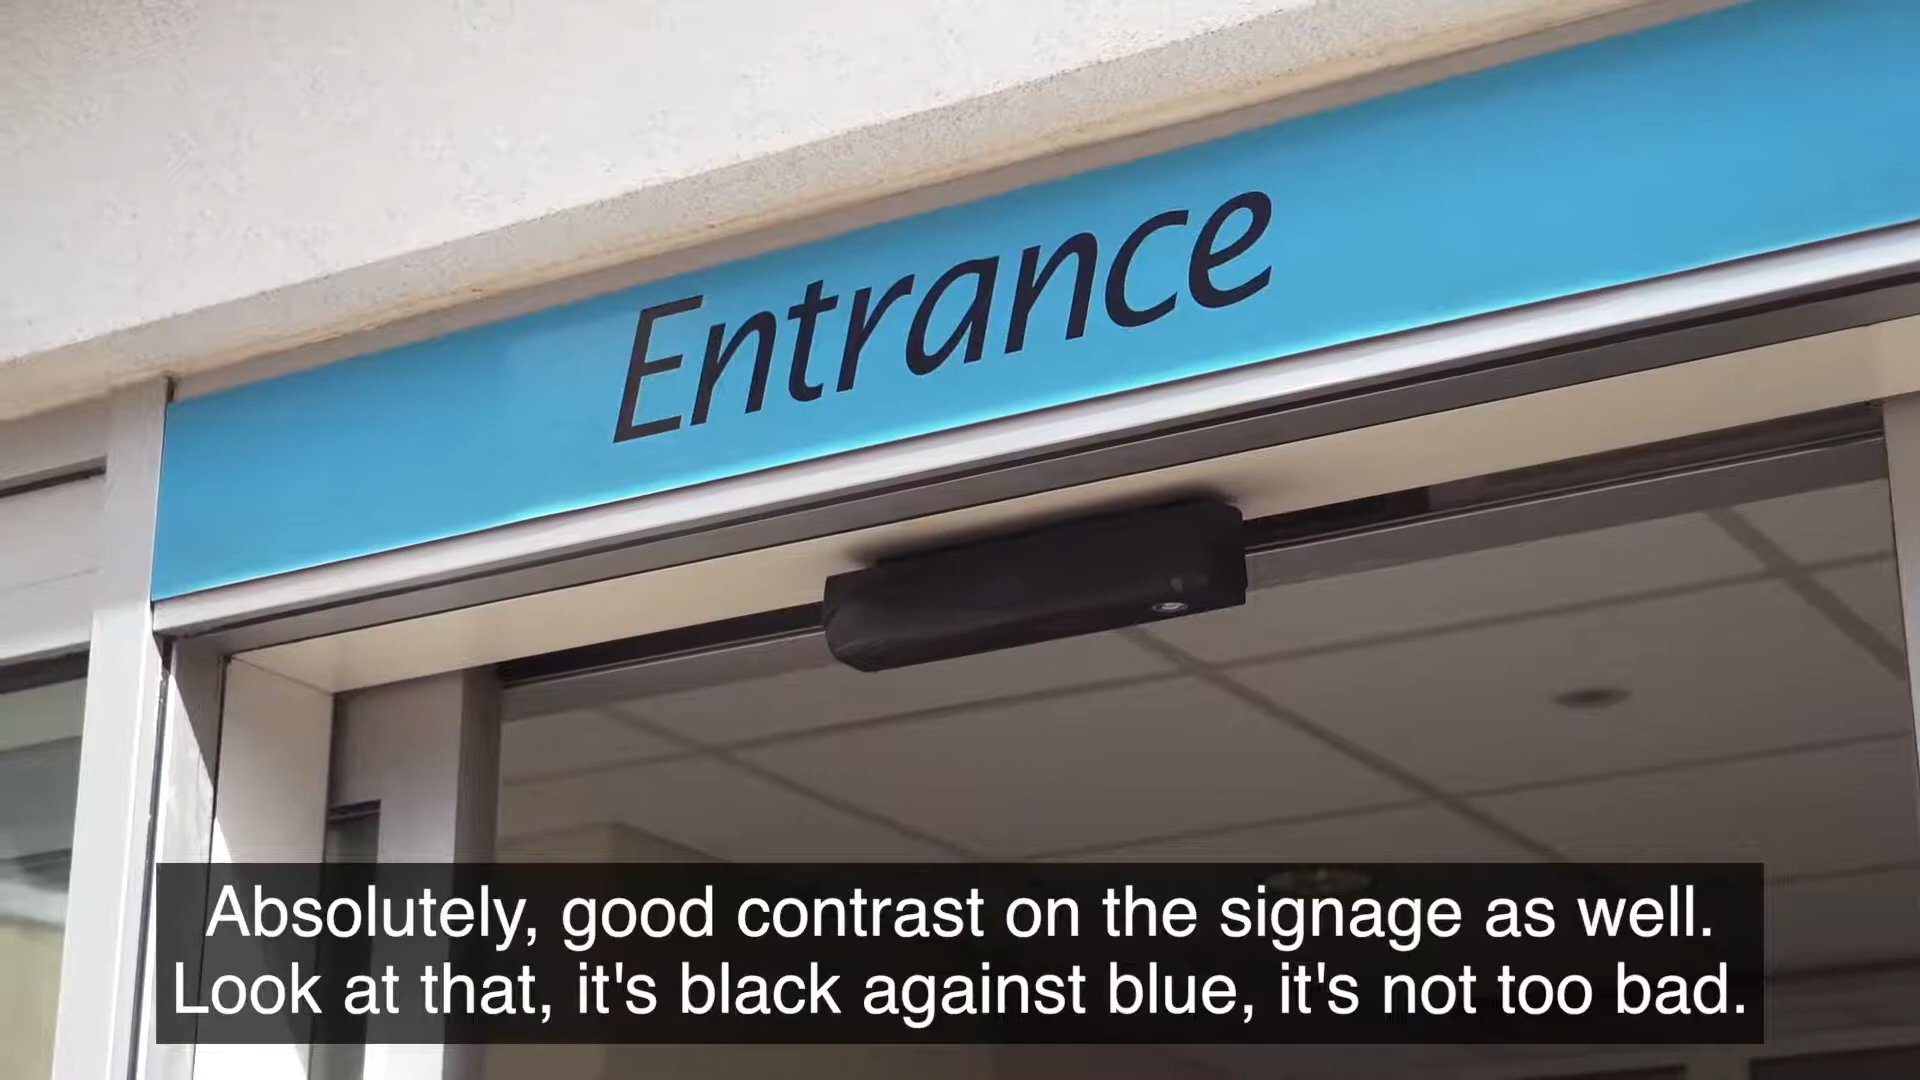 Entrance
Absolutely, good contrast on the signage as well.
Look at that, it's black against blue, it's not too bad.